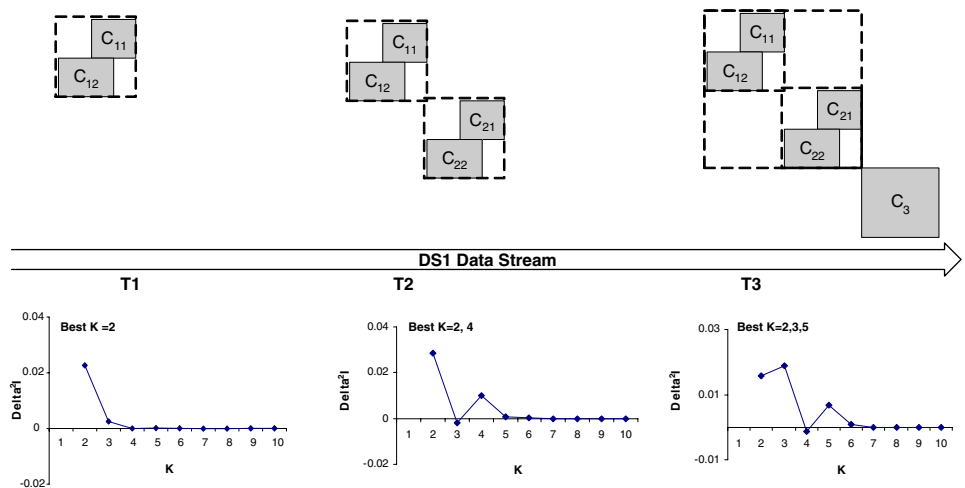 C11
C12
C11
C12
C21
C22
C11
C12
C21
C22
C3
DS1 Data Stream
T1 T2 T3
Best K =2
0.04
0.02
0
-0.02
Delta²I
1 2 3 4 5 6 7 8 9 10
K
Best K=2, 4
0.04
0.02
0
-0.02
Delta²I
1 2 3 4 5 6 7 8 9 10
K
Best K=2,3,5
0.03
0.01
-0.01
Delta²I
1 2 3 4 5 6 7 8 9 10
K